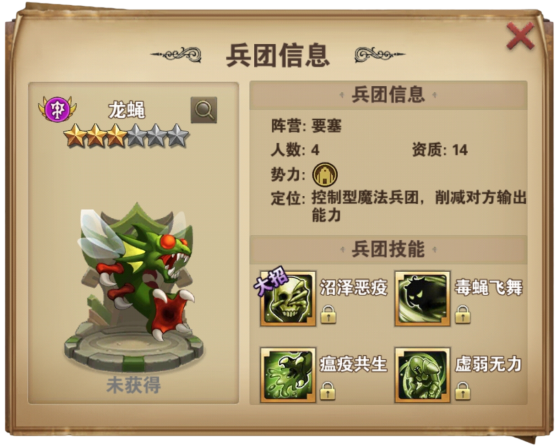 兵团信息
龙蝇
未获得
兵团信息
阵营: 要塞
人数: 4 资质: 14
势力:
定位: 控制型魔法兵团，削减对方输出
能力
兵团技能
大招
沼泽恶疫 毒蝇飞舞
瘟疫共生 虚弱无力